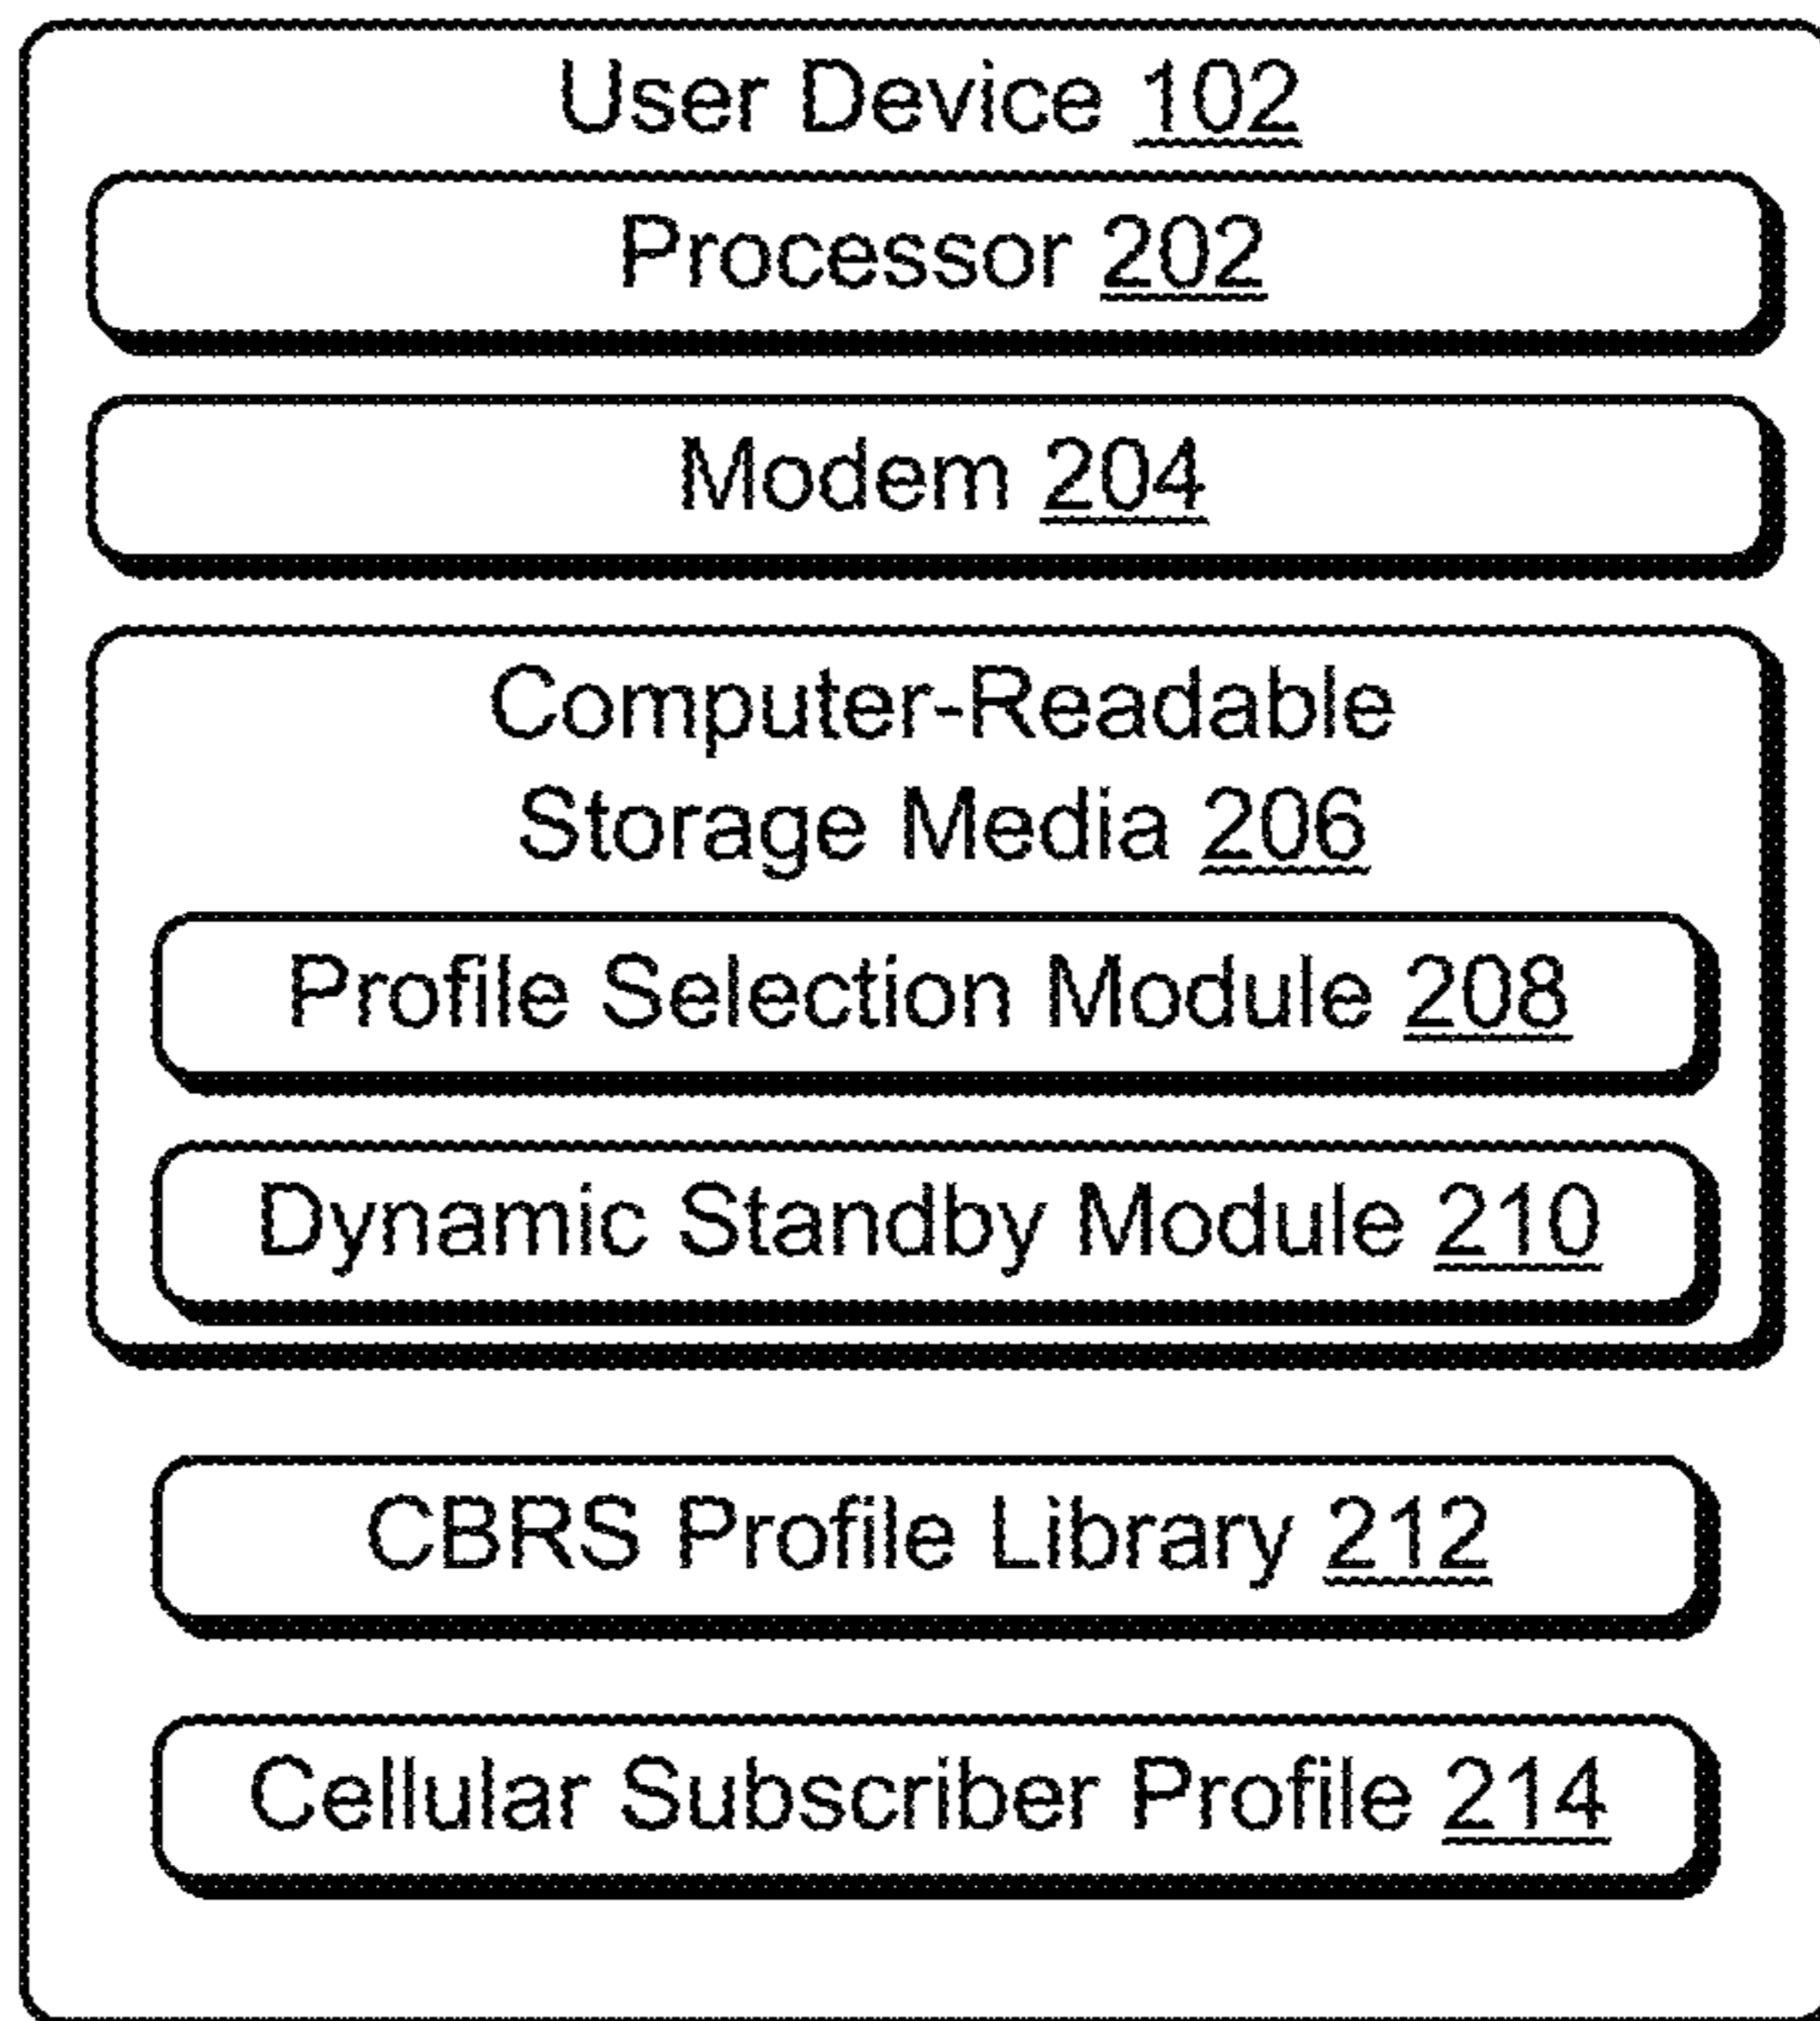 User Device 102
Processor 202
Modem 204
Computer-Readable
Storage Media 206
Profile Selection Module 208
Dynamic Standby Module 210
CBRS Profile Library 212
Cellular Subscriber Profile 214